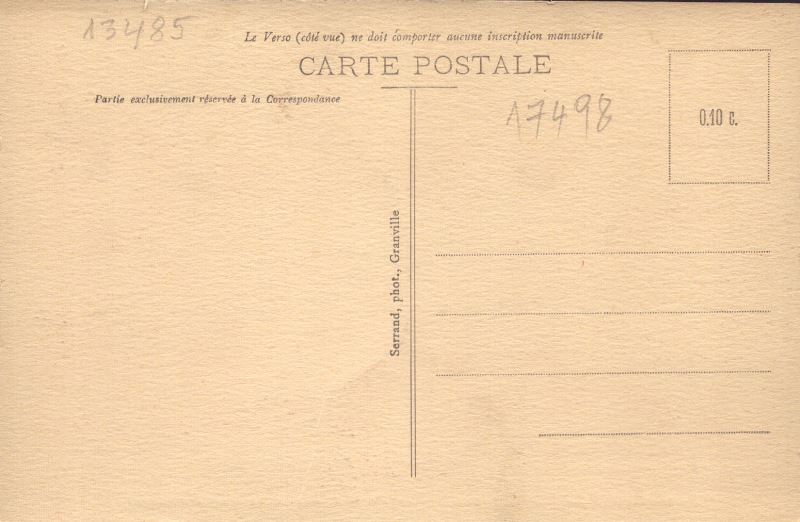 13485
Le Verso (côté vue) ne doit comporter aucune inscription manuscrite
CARTE POSTALE
Partie exclusivement réservée à la Correspondance
17498
0.10 c.
Serrand, phot., Granville